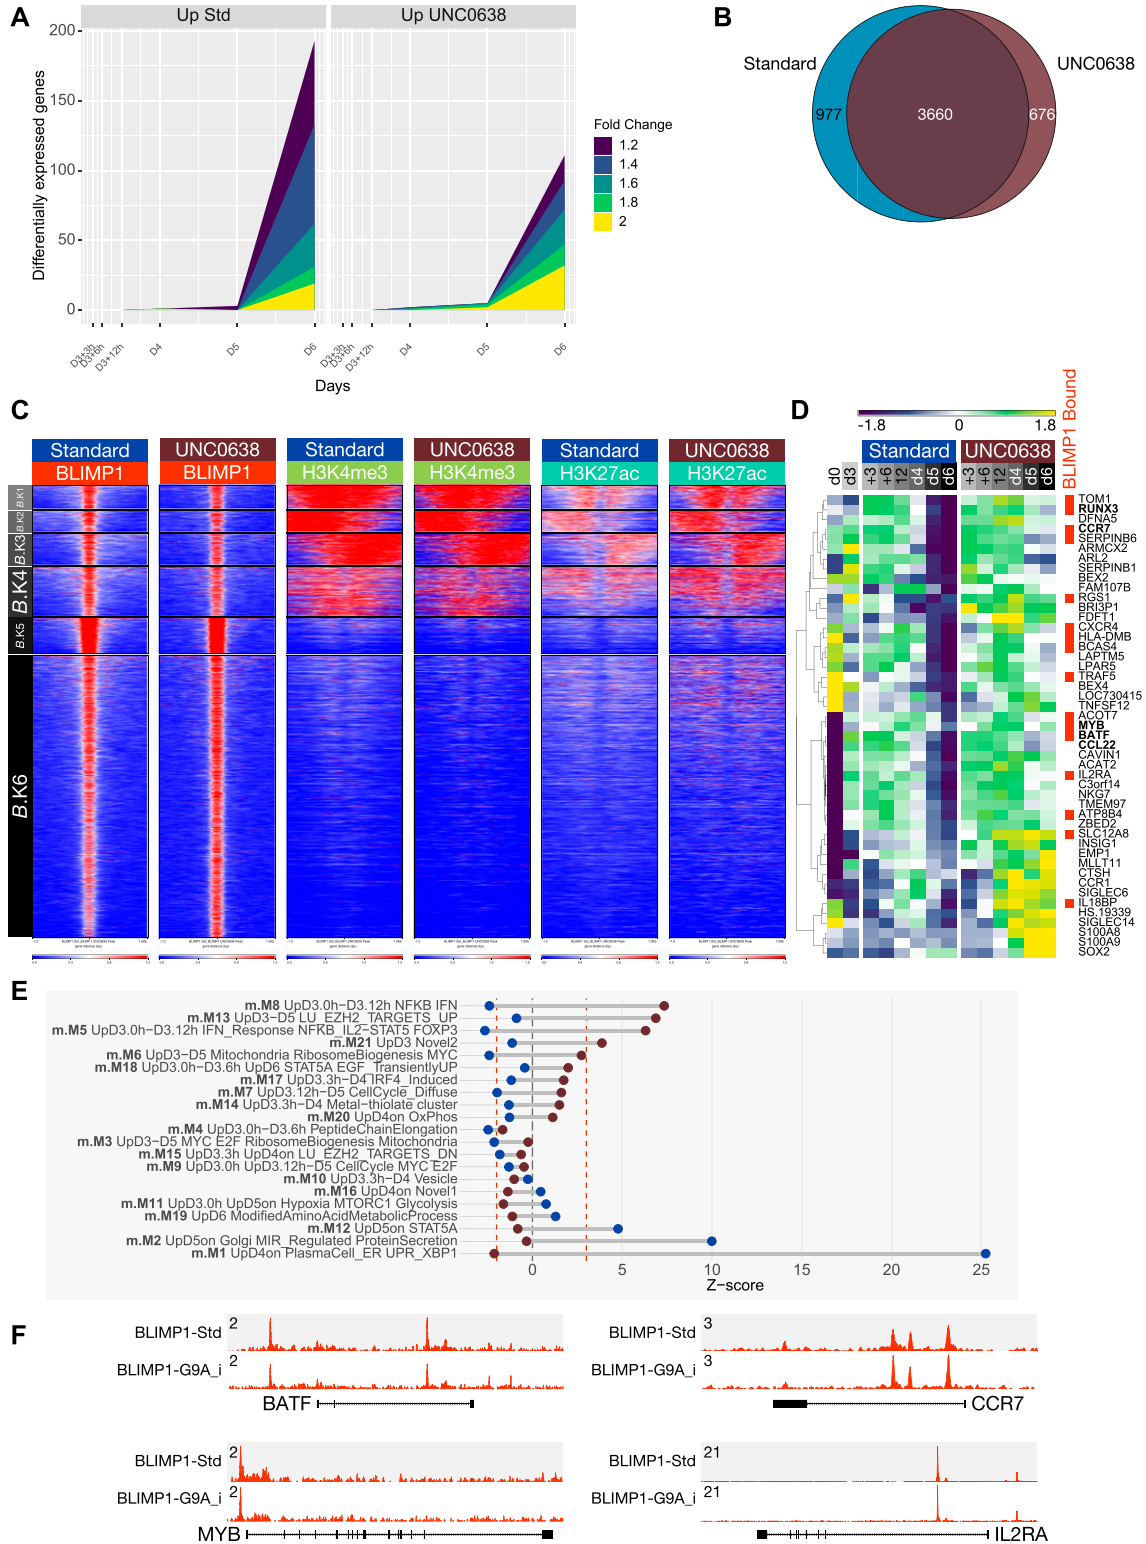 A
Up Std
Up UNC0638
Differentially expressed genes
200
150
100
50
0
D3+3h
D3+6h
D3+12h
D4
D5
D6
D3+3h
D3+6h
D3+12h
D4
D5
D6
Days
Fold Change
1.2
1.4
1.6
1.8
2
B
Standard
UNC0638
977
3660
676
C
Standard
UNC0638
Standard
UNC0638
Standard
UNC0638
BLIMP1
BLIMP1
H3K4me3
H3K4me3
H3K27ac
H3K27ac
B.K1
B.K2
B.K3
B.K4
B.K5
B.K6
D
-1.8
0
1.8
BLIMP1 Bound
Standard
UNC0638
d0
d3
+3
+6
12
d4
d5
d6
+3
+6
12
d4
d5
d6
TOM1
RUNX3
DFNA5
CCR7
SERPINB6
ARMCX2
ARL2
SERPINB1
BEX2
FAM107B
RGS1
BRI3P1
FDFT1
CXCR4
HLA-DMB
BCAS4
LAPTM5
LPAR5
TRAF5
BEX4
LOC730415
TNFSF12
ACOT7
MYB
BATF
CCL22
CAVIN1
ACAT2
IL2RA
C3orf14
NKG7
TMEM97
ATP8B4
ZBED2
SLC12A8
INSIG1
EMP1
MLLT11
CTSH
CCR1
SIGLEC6
IL18BP
HS.19339
SIGLEC14
S100A8
S100A9
SOX2
E
m.M8 UpD3.0h-D3.12h NFKB IFN
m.M13 UpD3-D5 LU_EZH2_TARGETS_UP
m.M5 UpD3.0h-D3.12h IFN_Response NFKB_IL2-STAT5 FOXP3
m.M21 UpD3 Novel2
m.M6 UpD3-D5 Mitochondria RibosomeBiogenesis MYC
m.M18 UpD3.0h-D3.6h UpD6 STAT5A EGF_TransientlyUP
m.M17 UpD3.3h-D4 IRF4_Induced
m.M7 UpD3.12h-D5 CellCycle_Diffuse
m.M14 UpD3.3h-D4 Metal-thiolate cluster
m.M20 UpD4on OxPhos
m.M4 UpD3.0h-D3.6h PeptideChainElongation
m.M3 UpD3-D5 MYC E2F RibosomeBiogenesis Mitochondria
m.M15 UpD3.3h UpD4on LU_EZH2_TARGETS_DN
m.M9 UpD3.0h UpD3.12h-D5 CellCycle MYC E2F
m.M10 UpD3.3h-D4 Vesicle
m.M16 UpD4on Novel1
m.M11 UpD3.0h UpD5on Hypoxia MTORC1 Glycolysis
m.M19 UpD6 ModifiedAminoAcidMetabolicProcess
m.M12 UpD5on STAT5A
m.M2 UpD5on Golgi MIR_Regulated ProteinSecretion
m.M1 UpD4on PlasmaCell_ER UPR_XBP1
0
5
10
15
20
25
Z-score
F
BLIMP1-Std
2
BLIMP1-G9A_i
2
BATF
BLIMP1-Std
3
BLIMP1-G9A_i
3
CCR7
BLIMP1-Std
2
BLIMP1-G9A_i
2
MYB
BLIMP1-Std
21
BLIMP1-G9A_i
21
IL2RA